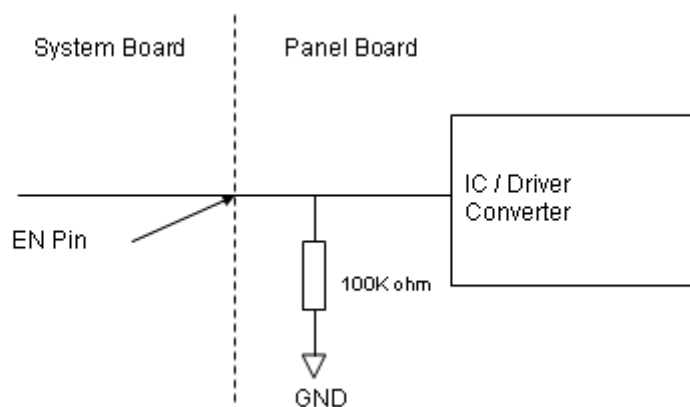 System Board
Panel Board
IC / Driver
Converter
EN Pin
100K ohm
GND